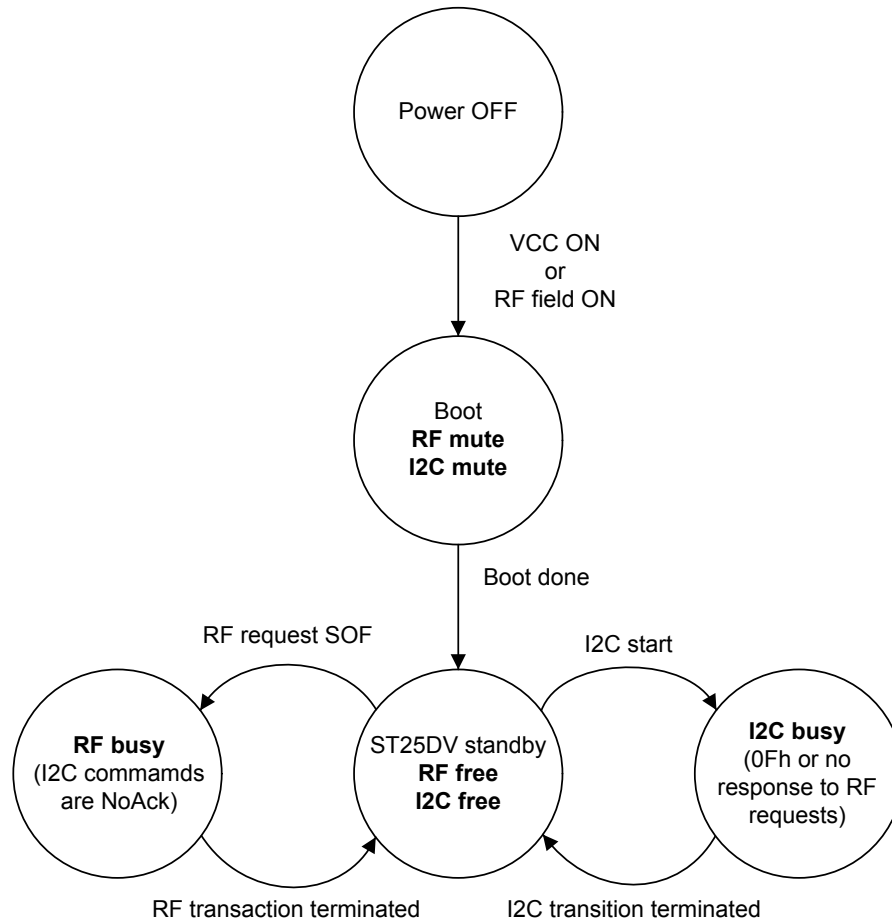 Power OFF
VCC ON
or
RF field ON
Boot
RF mute
I2C mute
Boot done
RF request SOF
I2C start
RF busy
(I2C commamds
are NoAck)
ST25DV standby
RF free
I2C free
I2C busy
(0Fh or no
response to RF
requests)
RF transaction terminated
I2C transition terminated